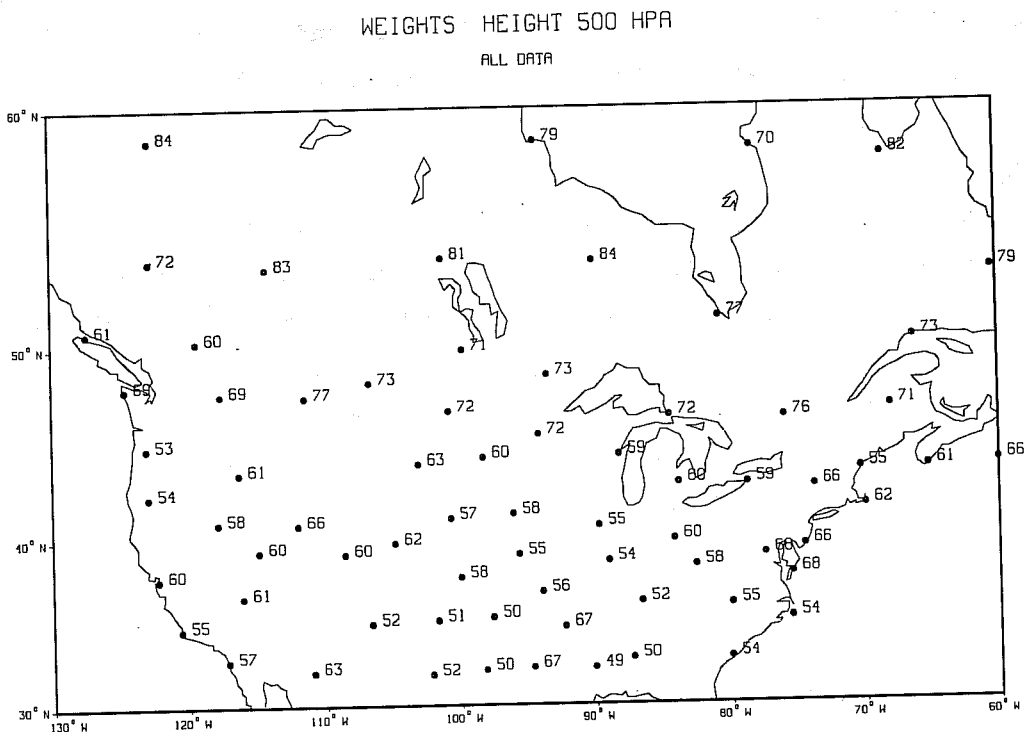 WEIGHTS HEIGHT 500 HPA
ALL DATA
60° N
84 79 70 82
72 83 81 84 79
77
61 60 71 73
50° N
69 69 77 73 73
72 72 76 71
53 72
61 63 60 69 60 59 66 55 61 66
54 62
58 66 57 58 55
60 66
40° N
60 60 62 55 54 58 68
60 58 56
61 52 55 54
52 51 50 67
55
57 63 52 50 67 49 50 54
30° N
130° W 120° W 110° W 100° W 90° W 80° W 70° W 60° W